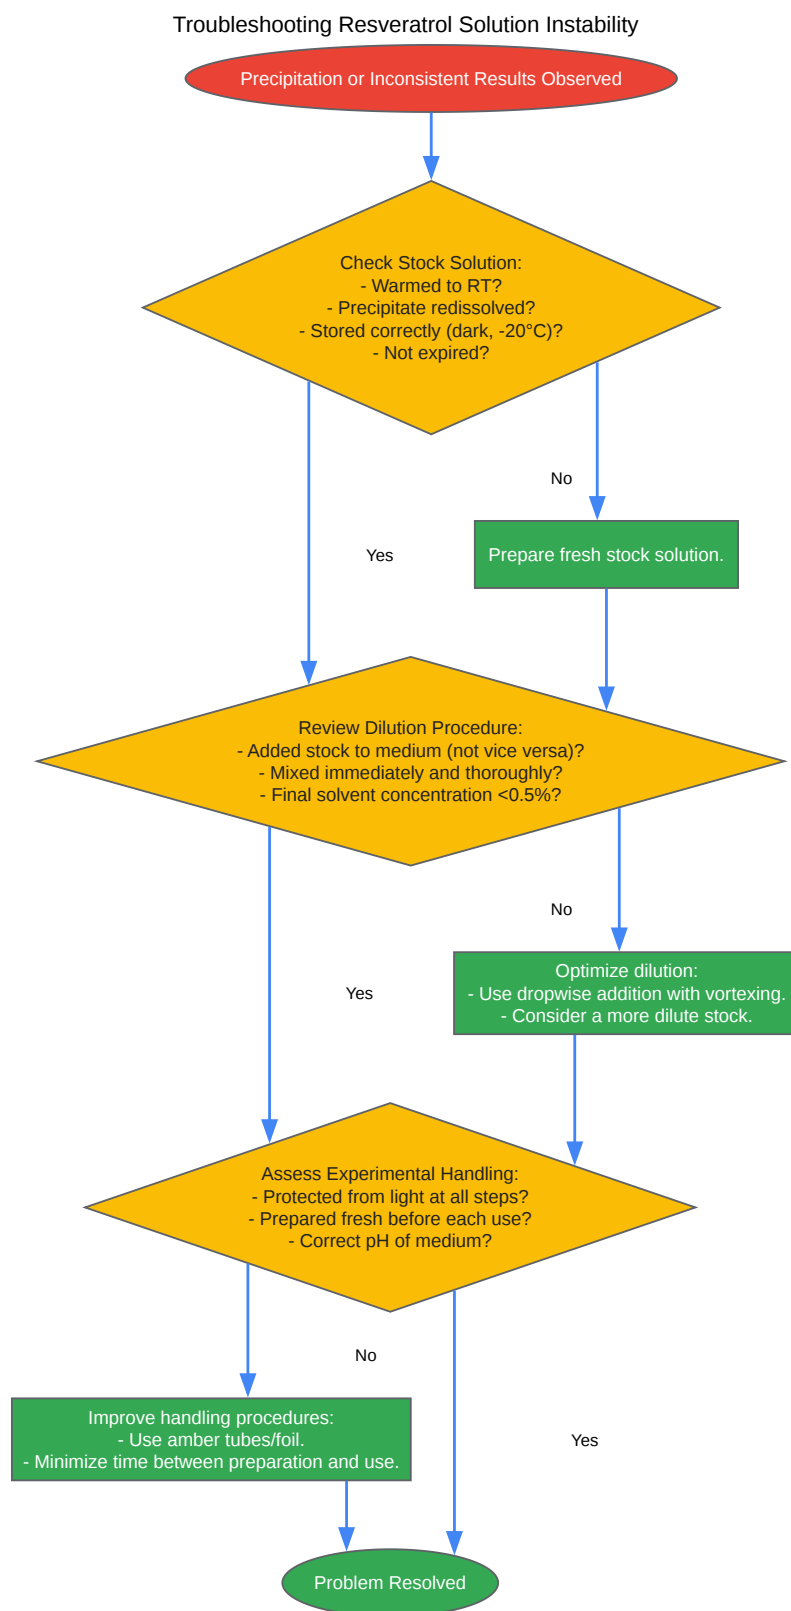 Troubleshooting Resveratrol Solution Instability
Precipitation or Inconsistent Results Observed
Check Stock Solution:
- Warmed to RT?
- Precipitate redissolved?
- Stored correctly (dark, -20°C)?
- Not expired?
No
Yes
Prepare fresh stock solution.
Review Dilution Procedure:
- Added stock to medium (not vice versa)?
- Mixed immediately and thoroughly?
- Final solvent concentration <0.5%?
No
Yes
Optimize dilution:
- Use dropwise addition with vortexing.
- Consider a more dilute stock.
Assess Experimental Handling:
- Protected from light at all steps?
- Prepared fresh before each use?
- Correct pH of medium?
No
Yes
Improve handling procedures:
- Use amber tubes/foil.
- Minimize time between preparation and use.
Problem Resolved